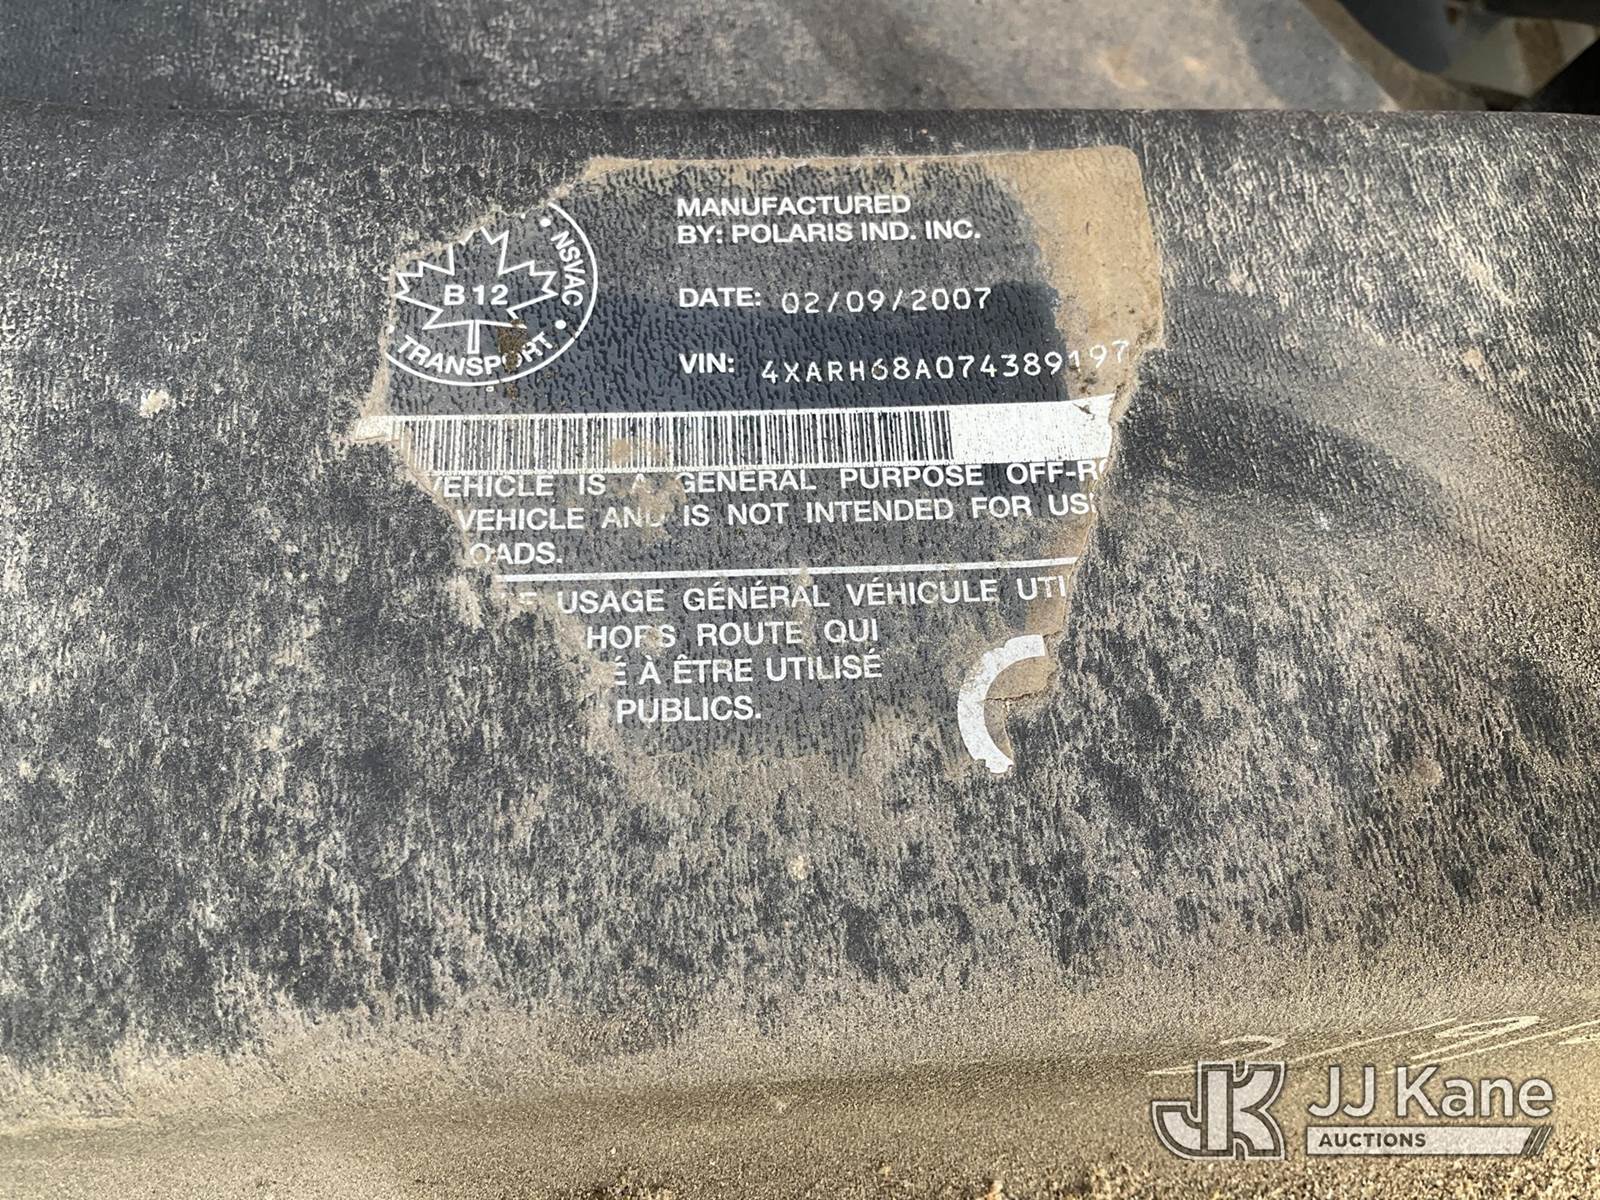 NSVAC
B12
TRANSPORT
MANUFACTURED
BY: POLARIS IND. INC.
DATE: 02/09/2007
VIN: 4XARH68A074389197
VEHICLE IS A GENERAL PURPOSE OFF-RO
VEHICLE AND IS NOT INTENDED FOR US
OADS.
E USAGE GÉNÉRAL VÉHICULE UTI
HORS ROUTE QUI
É À ÊTRE UTILISÉ
PUBLICS.
JK JJ Kane
AUCTIONS